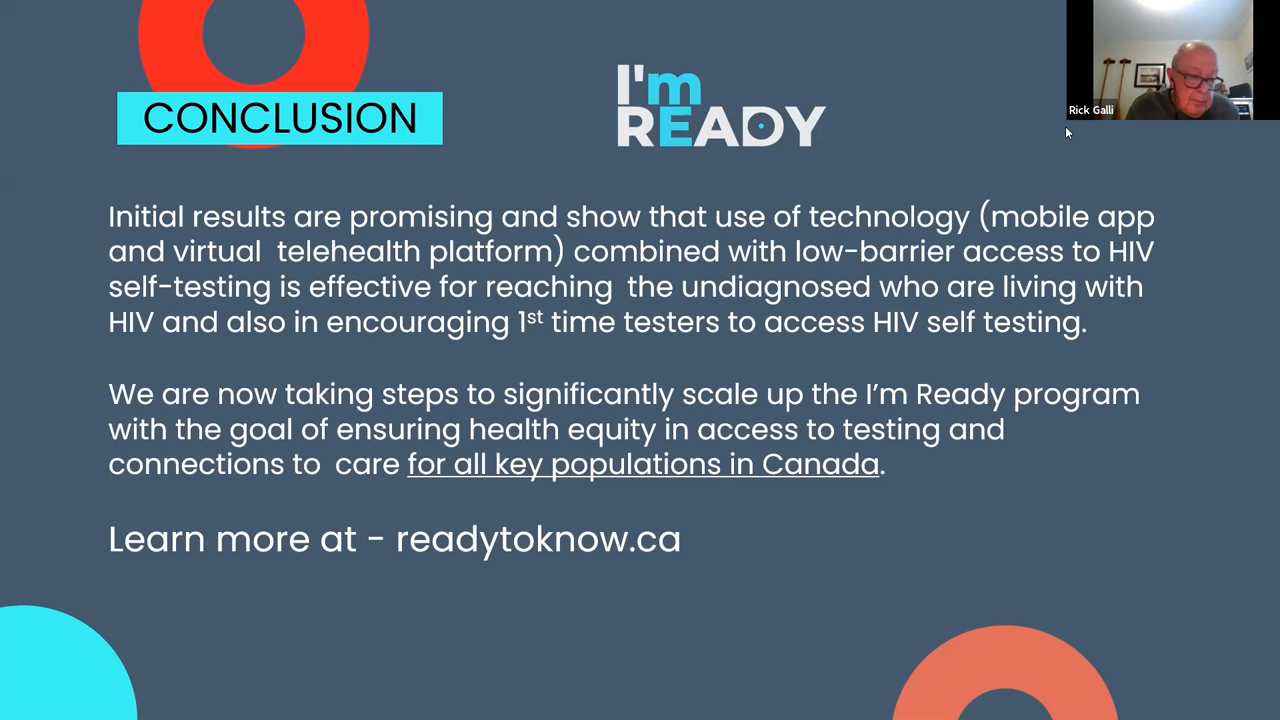 CONCLUSION
I'm
READY
Rick Galli
Initial results are promising and show that use of technology (mobile app
and virtual  telehealth platform) combined with low-barrier access to HIV
self-testing is effective for reaching  the undiagnosed who are living with
HIV and also in encouraging 1st time testers to access HIV self testing.
We are now taking steps to significantly scale up the I’m Ready program
with the goal of ensuring health equity in access to testing and
connections to  care for all key populations in Canada.
Learn more at - readytoknow.ca